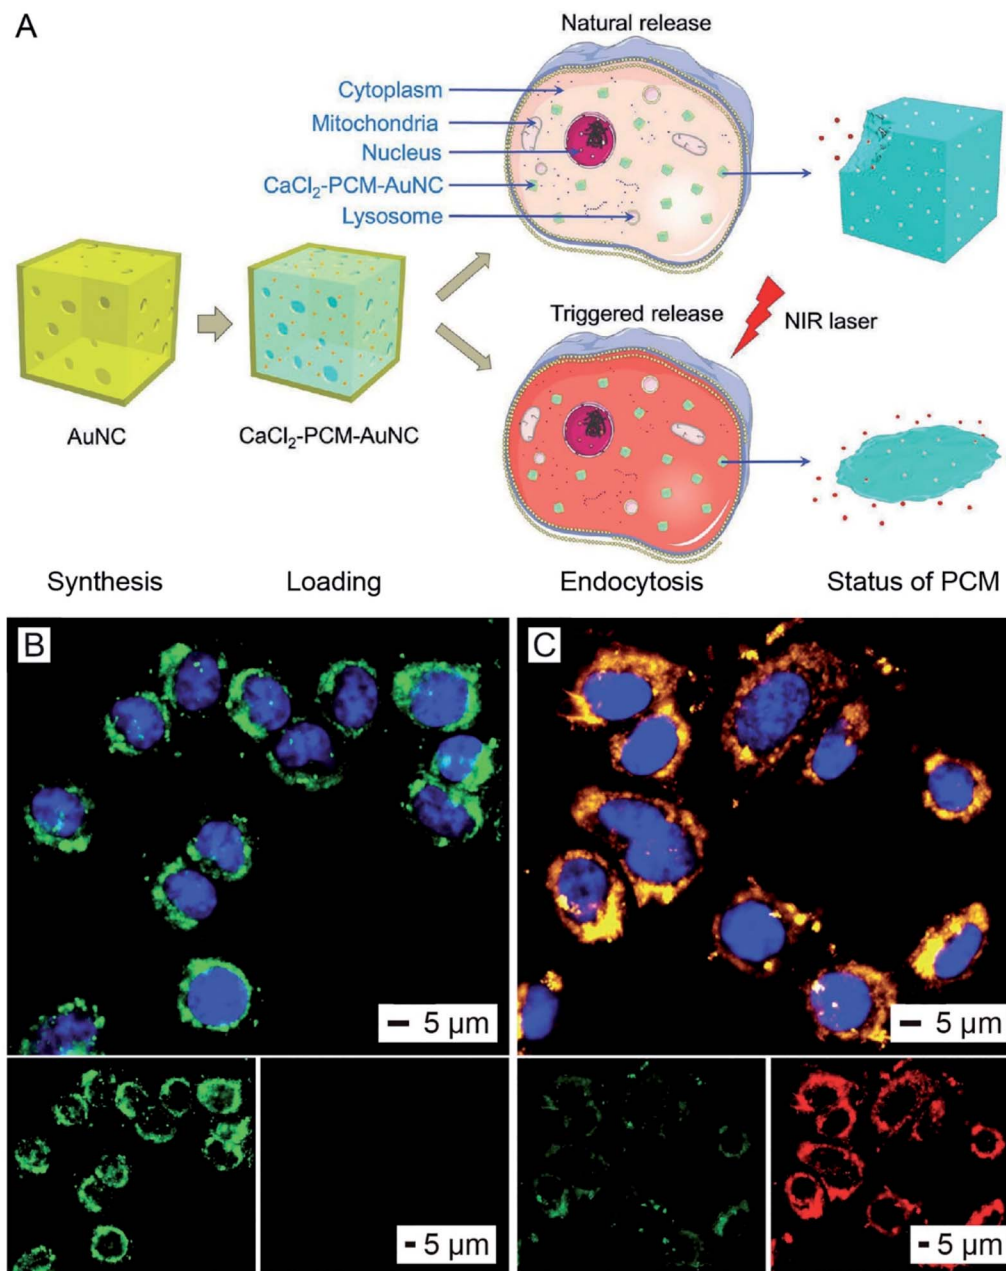 A
Natural release
Cytoplasm
Mitochondria
Nucleus
CaCl₂-PCM-AuNC
Lysosome
Triggered release
NIR laser
AuNC
CaCl₂-PCM-AuNC
Synthesis
Loading
Endocytosis
Status of PCM
B
C
5 µm
5 µm
5 µm
5 µm